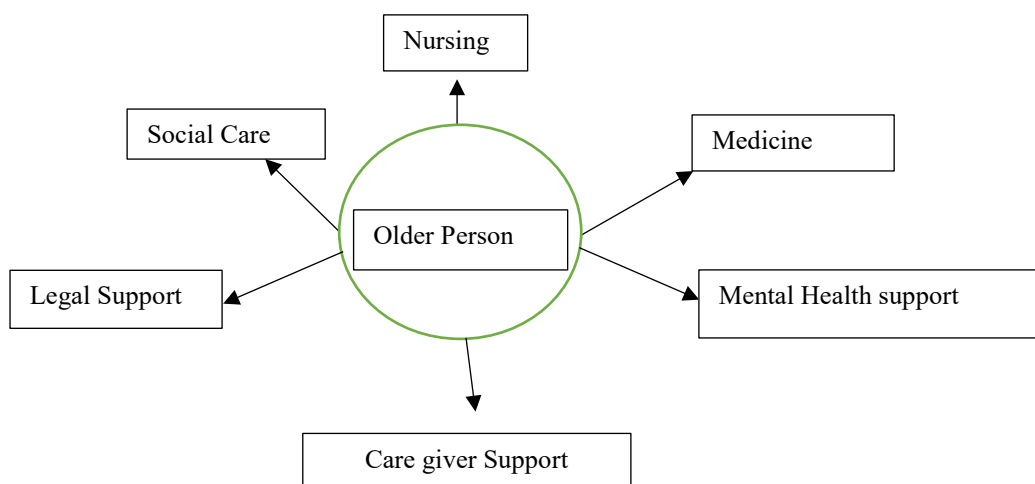 Nursing
Social Care
Medicine
Older Person
Legal Support
Mental Health support
Care giver Support